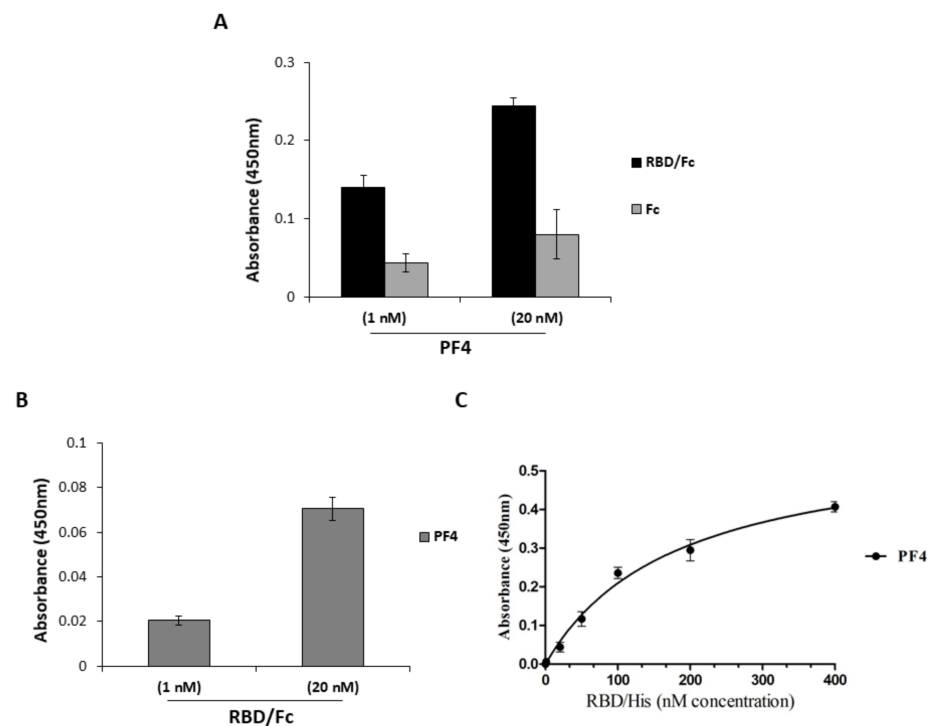 A
Absorbance (450nm)
0.3
0.2
0.1
0
(1 nM) (20 nM)
PF4
RBD/Fc
Fc
B
Absorbance (450nm)
0.1
0.08
0.06
0.04
0.02
0
(1 nM) (20 nM)
RBD/Fc
PF4
C
Absorbance (450nm)
0.5
0.4
0.3
0.2
0.1
0.0
0 100 200 300 400
RBD/His (nM concentration)
PF4